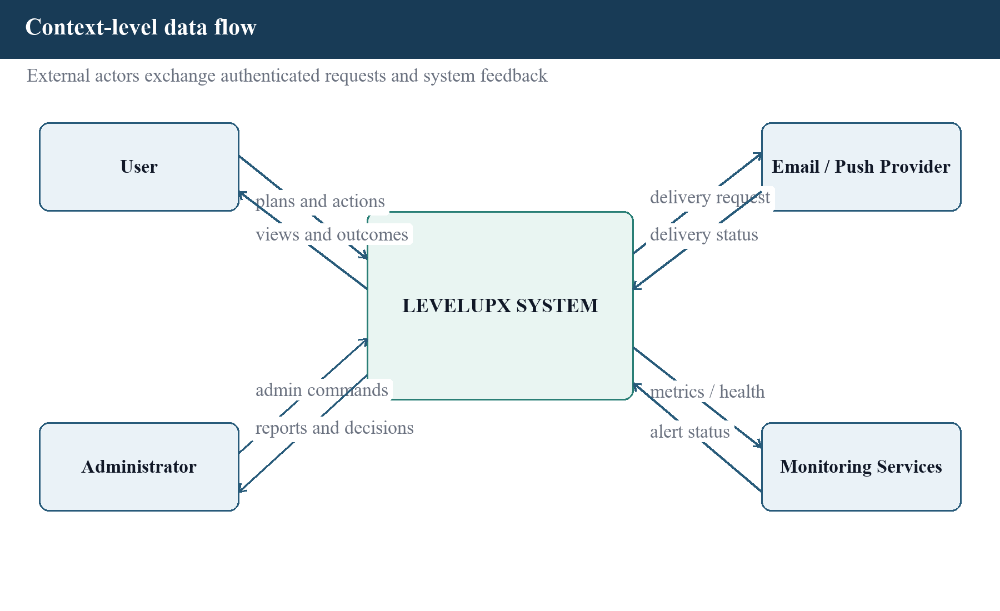 Context-level data flow
External actors exchange authenticated requests and system feedback
User
Email / Push Provider
plans and actions
delivery request
views and outcomes
delivery status
LEVELUPX SYSTEM
admin commands
metrics / health
reports and decisions
alert status
Administrator
Monitoring Services